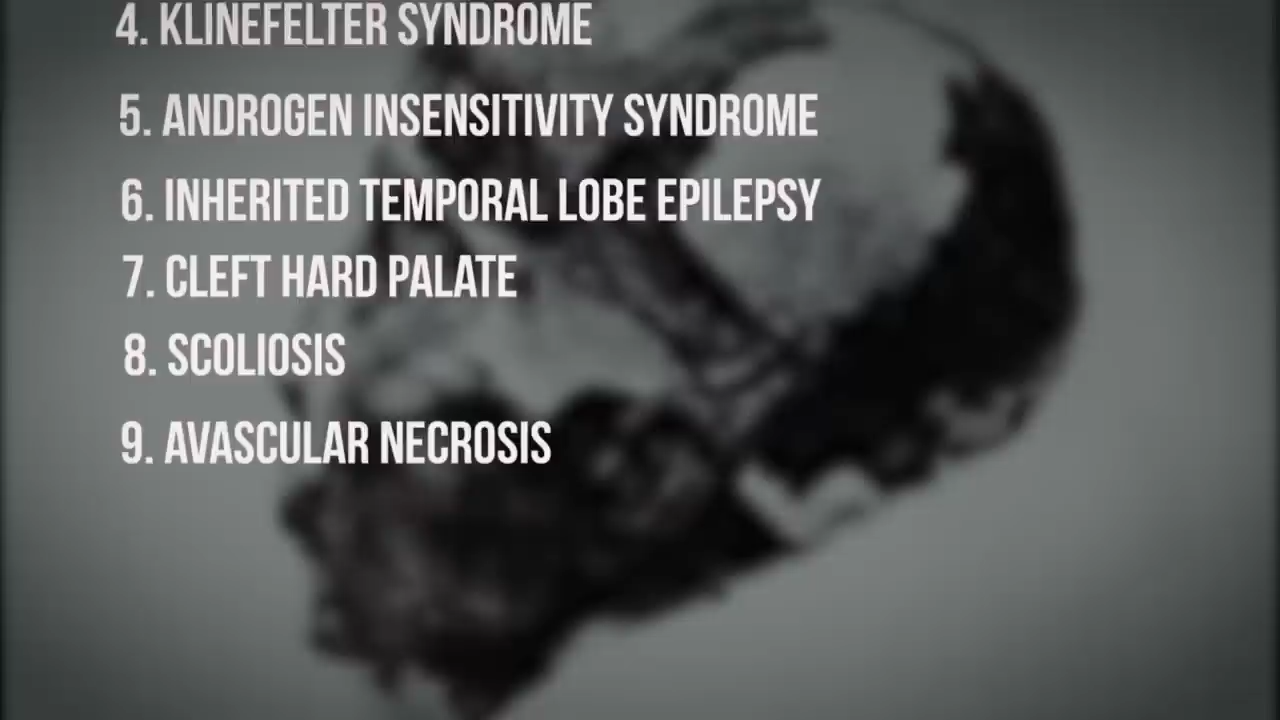 4. KLINEFELTER SYNDROME
5. ANDROGEN INSENSITIVITY SYNDROME
6. INHERITED TEMPORAL LOBE EPILEPSY
7. CLEFT HARD PALATE
8. SCOLIOSIS
9. AVASCULAR NECROSIS